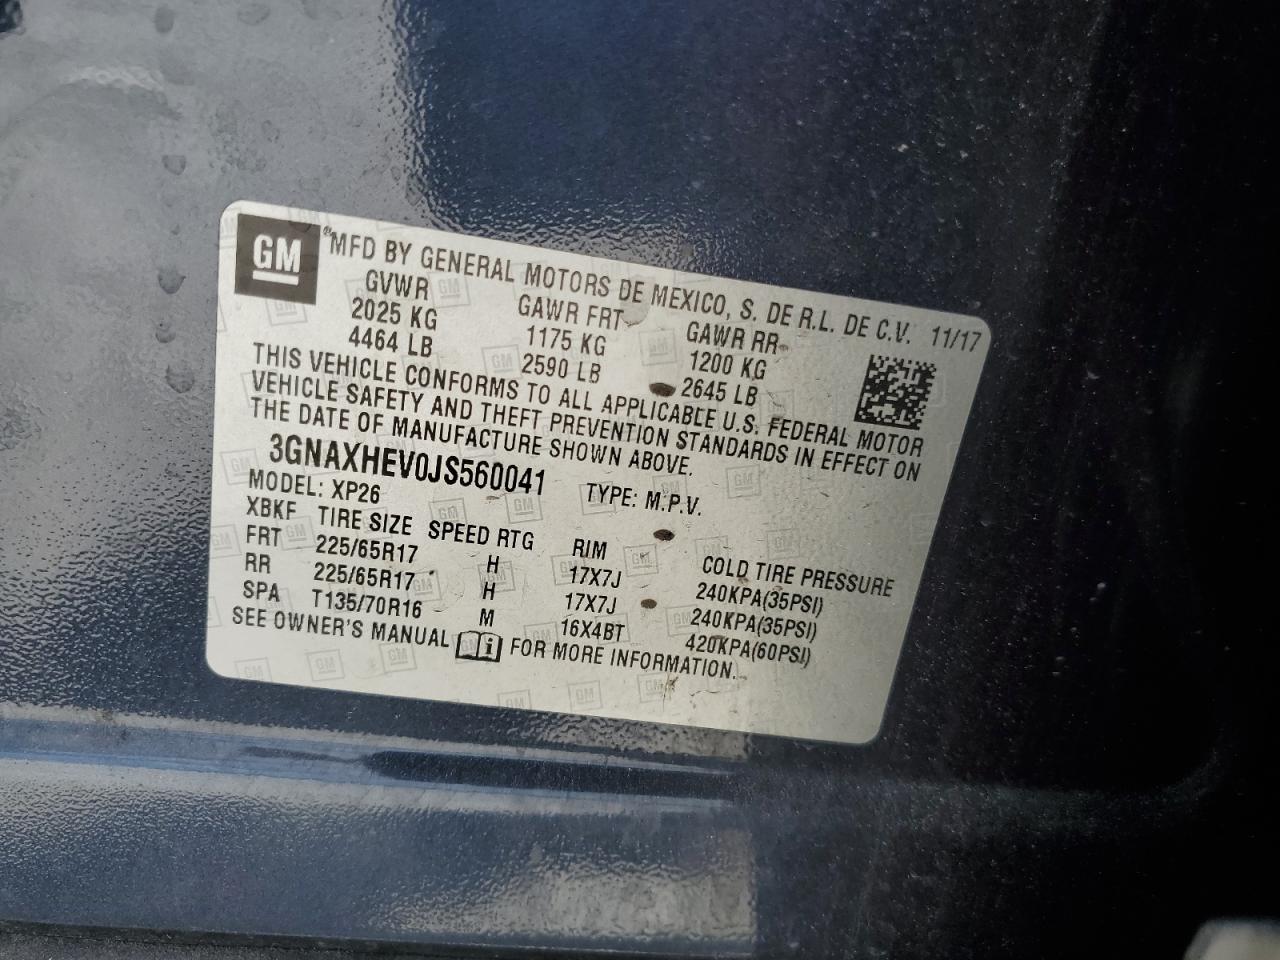 GM ® MFD BY GENERAL MOTORS DE MEXICO, S. DE R.L. DE C.V. 11/17
GVWR GAWR FRT GAWR RR
2025 KG 1175 KG 1200 KG
4464 LB 2590 LB 2645 LB
THIS VEHICLE CONFORMS TO ALL APPLICABLE U.S. FEDERAL MOTOR
VEHICLE SAFETY AND THEFT PREVENTION STANDARDS IN EFFECT ON
THE DATE OF MANUFACTURE SHOWN ABOVE.
3GNAXHEV0JS560041 TYPE: M.P.V.
MODEL: XP26
XBKF TIRE SIZE SPEED RTG RIM COLD TIRE PRESSURE
FRT 225/65R17 H 17X7J 240KPA(35PSI)
RR 225/65R17 H 17X7J 240KPA(35PSI)
SPA T135/70R16 M 16X4BT 420KPA(60PSI)
SEE OWNER'S MANUAL i FOR MORE INFORMATION.